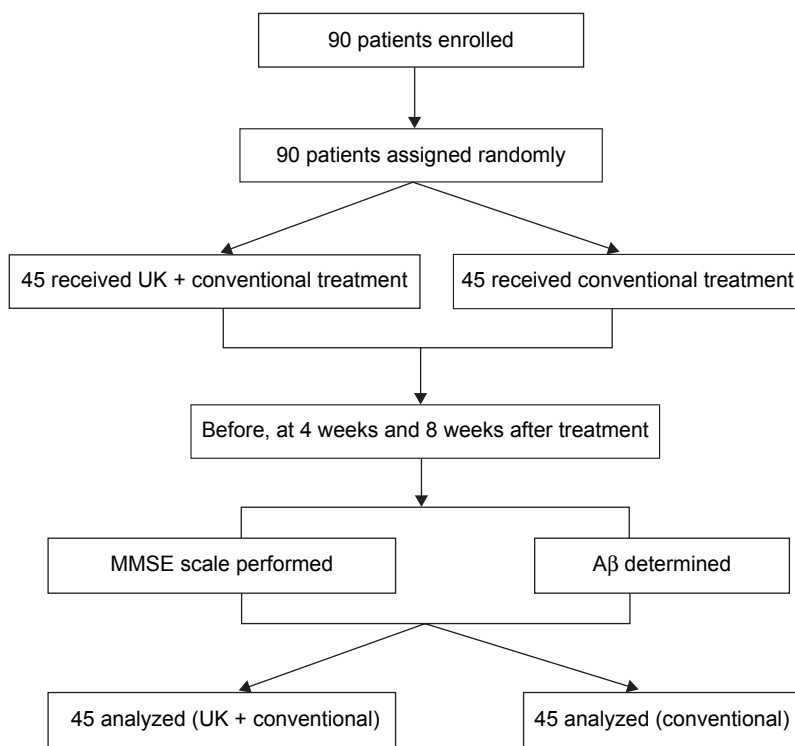 90 patients enrolled
90 patients assigned randomly
45 received UK + conventional treatment
45 received conventional treatment
Before, at 4 weeks and 8 weeks after treatment
MMSE scale performed
Aβ determined
45 analyzed (UK + conventional)
45 analyzed (conventional)